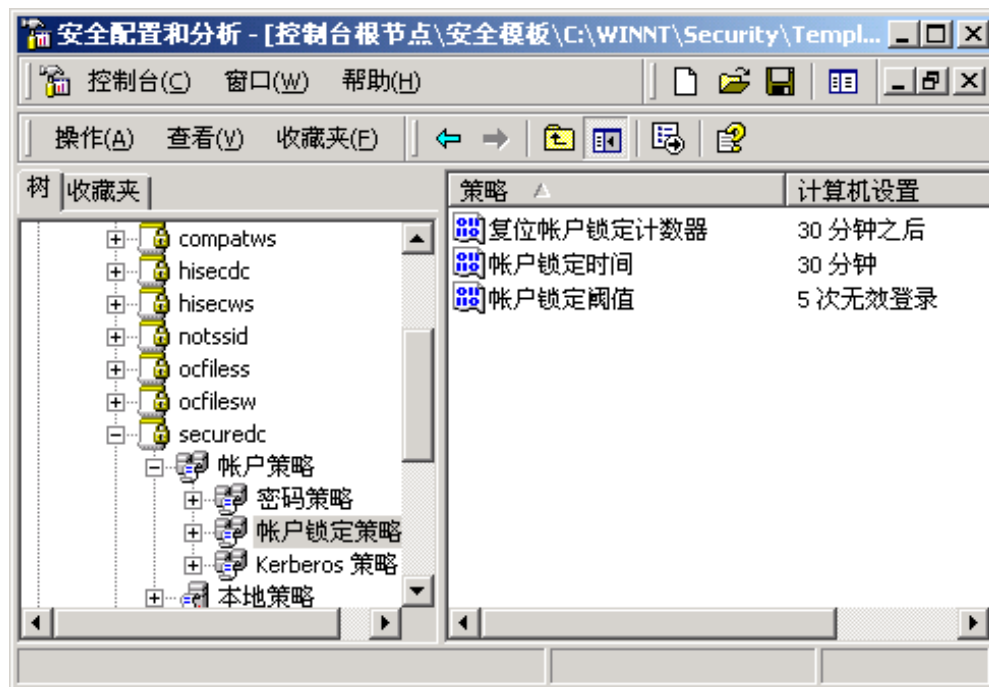 安全配置和分析 - [控制台根节点\安全模板\C:\WINNT\Security\Templ...
控制台(C) 窗口(W) 帮助(H)
操作(A) 查看(V) 收藏夹(F)
树 收藏夹
compatws
hisecdc
hisecws
notssid
ocfiless
ocfilesw
securedc
帐户策略
密码策略
帐户锁定策略
Kerberos 策略
本地策略
策略 计算机设置
复位帐户锁定计数器 30 分钟之后
帐户锁定时间 30 分钟
帐户锁定阈值 5 次无效登录